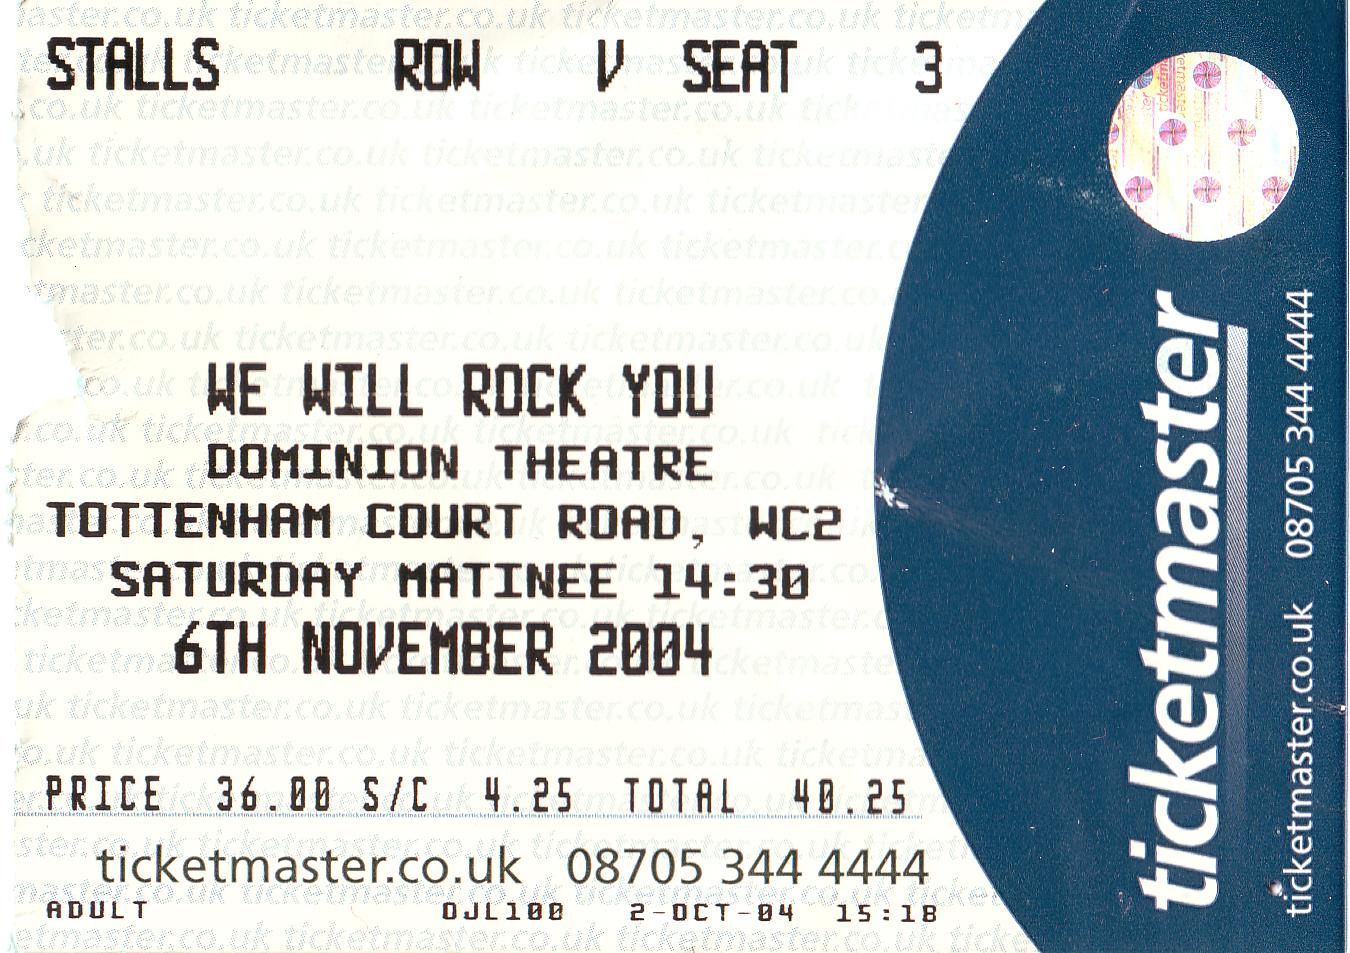 STALLS ROW V SEAT 3
WE WILL ROCK YOU
DOMINION THEATRE
TOTTENHAM COURT ROAD, WC2
SATURDAY MATINEE 14:30
6TH NOVEMBER 2004
PRICE 36.00 S/C 4.25 TOTAL 40.25
ticketmaster.co.uk 08705 344 4444
ADULT OJL100 2-OCT-04 15:18
ticketmaster
ticketmaster.co.uk 08705 344 4444